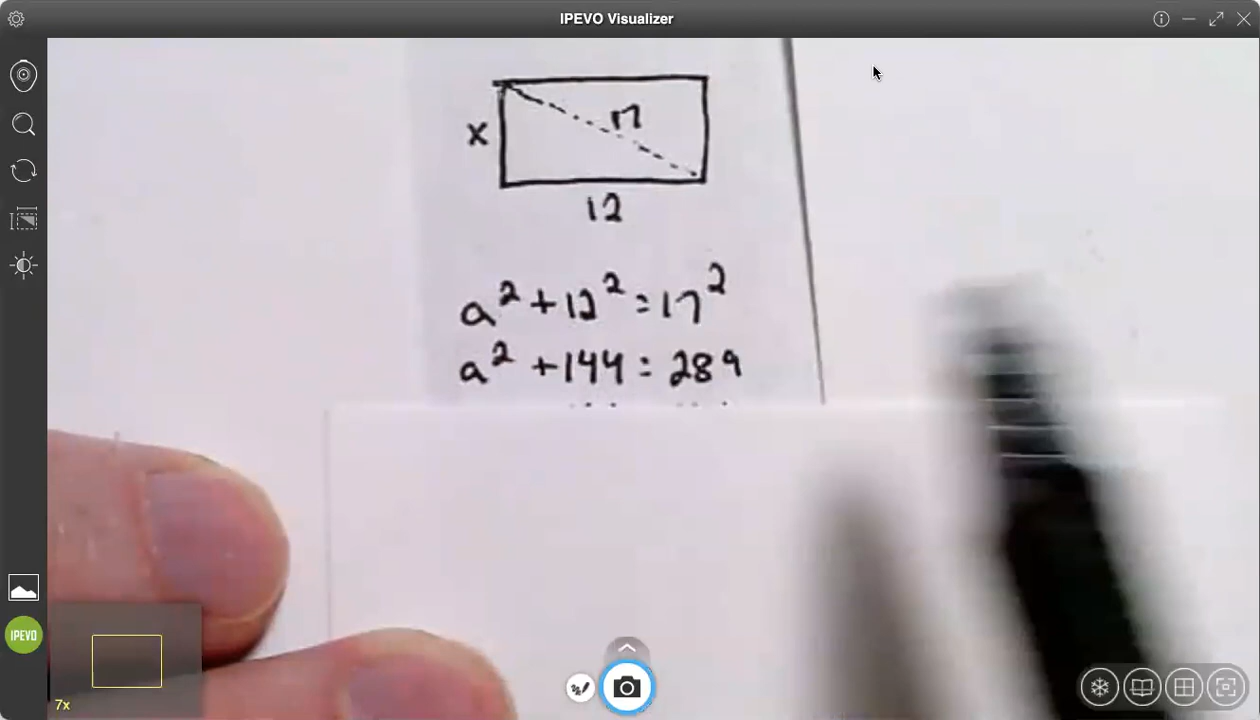 IPEVO Visualizer
17
x
12
a² + 12² = 17²
a² + 144 = 289
IPEVO
7x